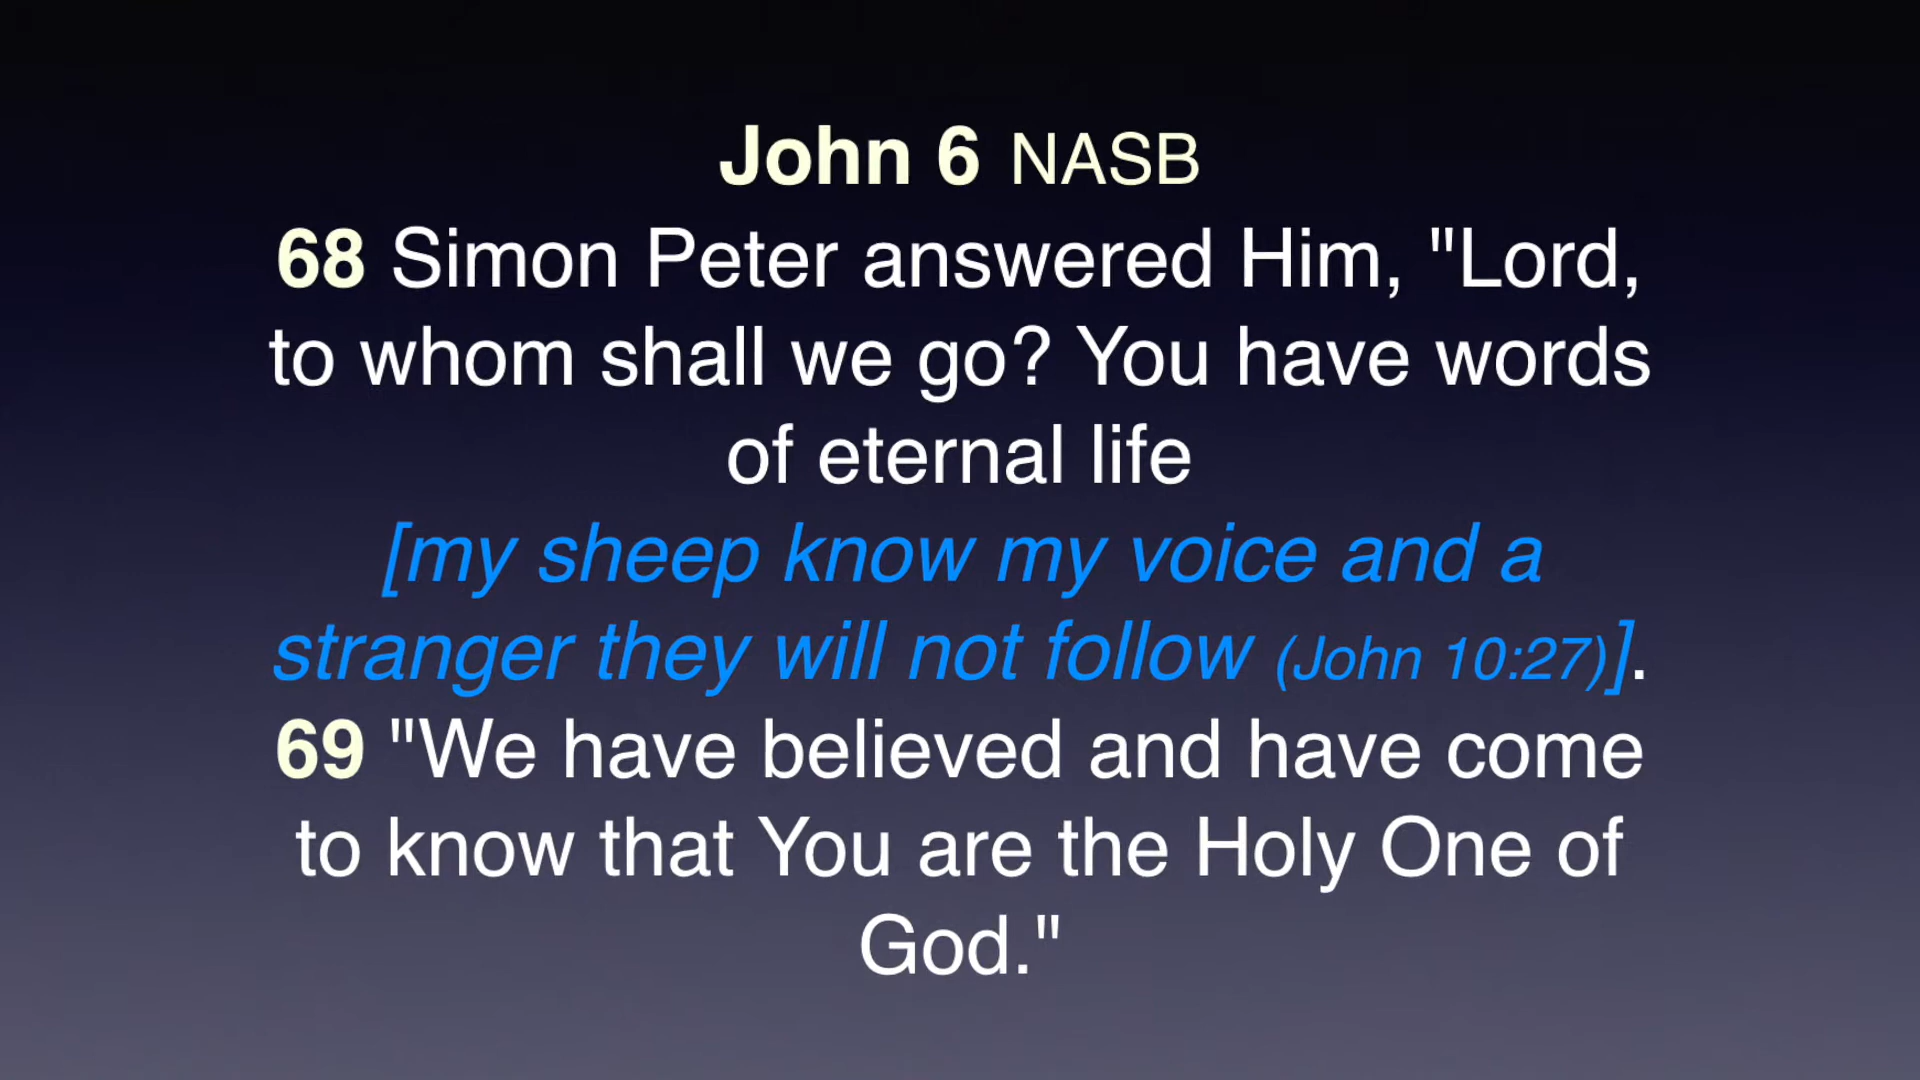 John 6 NASB
68 Simon Peter answered Him, "Lord,
to whom shall we go? You have words
of eternal life
[my sheep know my voice and a
stranger they will not follow (John 10:27)].
69 "We have believed and have come
to know that You are the Holy One of
God."